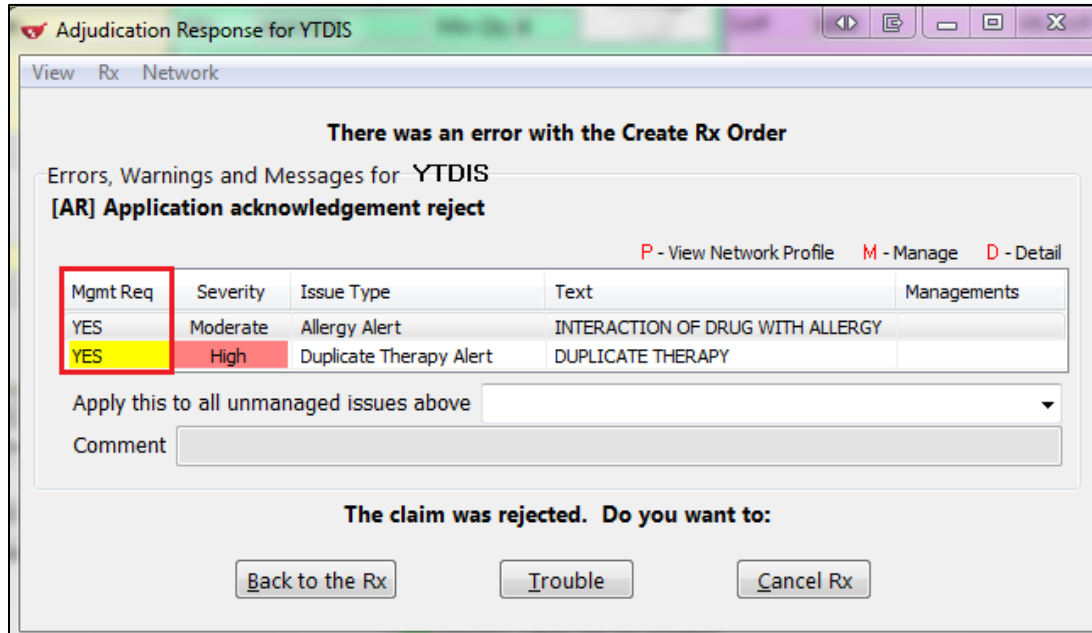 Adjudication Response for YTDIS
View Rx Network
There was an error with the Create Rx Order
Errors, Warnings and Messages for YTDIS
[AR] Application acknowledgement reject
P - View Network Profile M - Manage D - Detail
Mgmt Req Severity Issue Type Text Managements
YES Moderate Allergy Alert INTERACTION OF DRUG WITH ALLERGY
YES High Duplicate Therapy Alert DUPLICATE THERAPY
Apply this to all unmanaged issues above
Comment
The claim was rejected. Do you want to:
Back to the Rx Trouble Cancel Rx